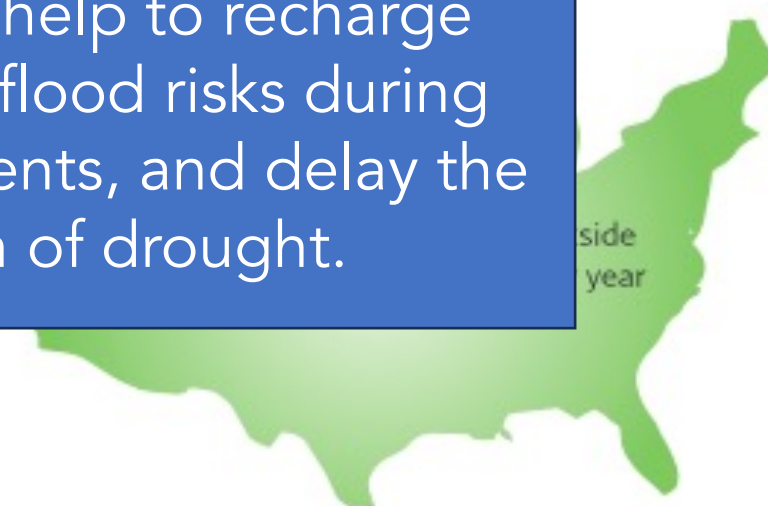 help to recharge
flood risks during
ents, and delay the
of drought.
side
year